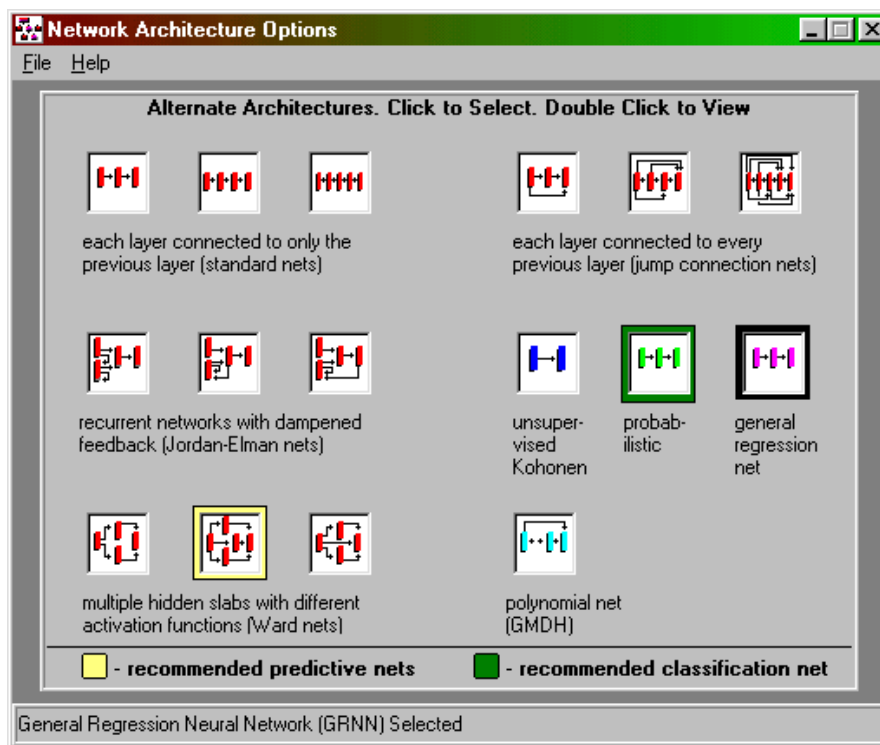 Network Architecture Options
File Help
Alternate Architectures. Click to Select. Double Click to View
each layer connected to only the
previous layer (standard nets)
each layer connected to every
previous layer (jump connection nets)
recurrent networks with dampened
feedback (Jordan-Elman nets)
unsuper-
vised
Kohonen
probab-
ilistic
general
regression
net
multiple hidden slabs with different
activation functions (Ward nets)
polynomial net
(GMDH)
- recommended predictive nets
- recommended classification net
General Regression Neural Network (GRNN) Selected